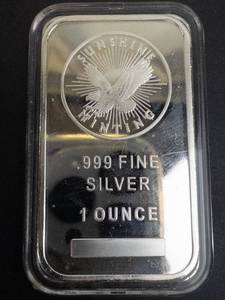 SUNSHINE
MINTING
.999 FINE
SILVER
1 OUNCE